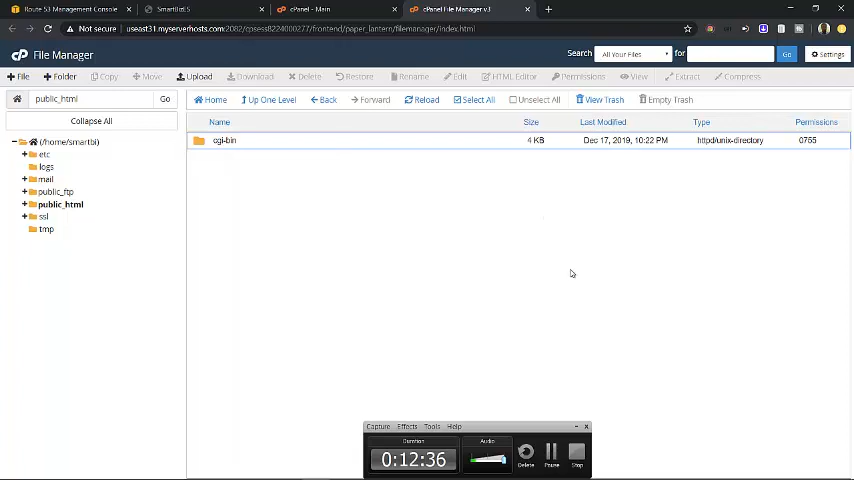 Route 53 Management Console
SmartBetLS
cPanel - Main
cPanel File Manager v3
Not secure
useast31.myserverhosts.com:2082/cpsess8224000277/frontend/paper_lantern/filemanager/index.html
cP File Manager
Search
All Your Files
for
Go
Settings
File
Folder
Copy
Move
Upload
Download
Delete
Restore
Rename
Edit
HTML Editor
Permissions
View
Extract
Compress
public_html
Go
Home
Up One Level
Back
Forward
Reload
Select All
Unselect All
View Trash
Empty Trash
Collapse All
Name
Size
Last Modified
Type
Permissions
cgi-bin
4 KB
Dec 17, 2019, 10:22 PM
httpd/unix-directory
0755
(/home/smartbi)
etc
logs
mail
public_ftp
public_html
ssl
tmp
Capture
Effects
Tools
Help
Duration
0:12:36
Audio
Delete
Pause
Stop